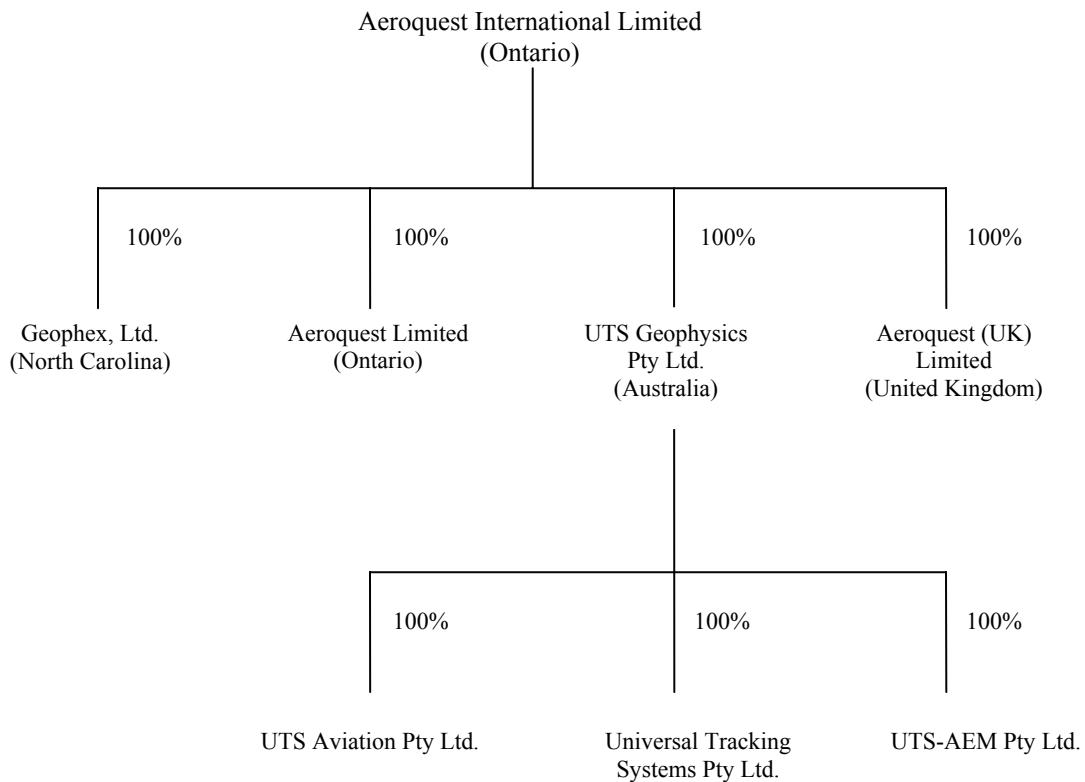 Aeroquest International Limited
(Ontario)
100%
100%
100%
100%
Geophex, Ltd.
(North Carolina)
Aeroquest Limited
(Ontario)
UTS Geophysics
Pty Ltd.
(Australia)
Aeroquest (UK)
Limited
(United Kingdom)
100%
100%
100%
UTS Aviation Pty Ltd.
Universal Tracking
Systems Pty Ltd.
UTS-AEM Pty Ltd.